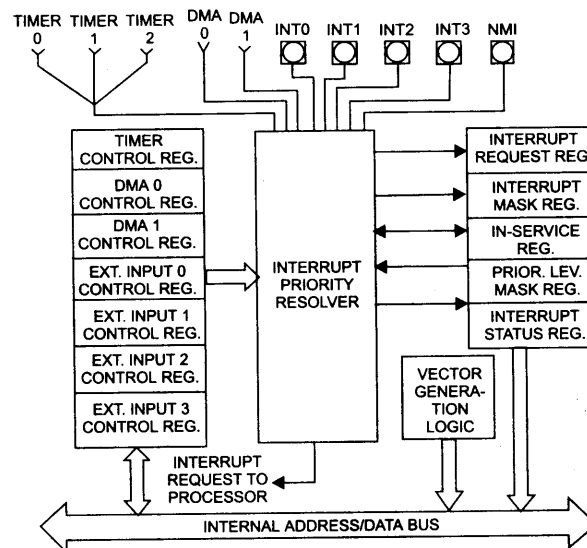 TIMER TIMER TIMER DMA DMA
0 1 2 0 1
INT0 INT1 INT2 INT3 NMI
TIMER
CONTROL REG.
DMA 0
CONTROL REG.
DMA 1
CONTROL REG.
EXT. INPUT 0
CONTROL REG.
EXT. INPUT 1
CONTROL REG.
EXT. INPUT 2
CONTROL REG.
EXT. INPUT 3
CONTROL REG.
INTERRUPT
PRIORITY
RESOLVER
INTERRUPT
REQUEST REG.
INTERRUPT
MASK REG.
IN-SERVICE
REG.
PRIOR. LEV.
MASK REG.
INTERRUPT
STATUS REG.
VECTOR
GENERA-
TION
LOGIC
INTERRUPT
REQUEST TO
PROCESSOR
INTERNAL ADDRESS/DATA BUS